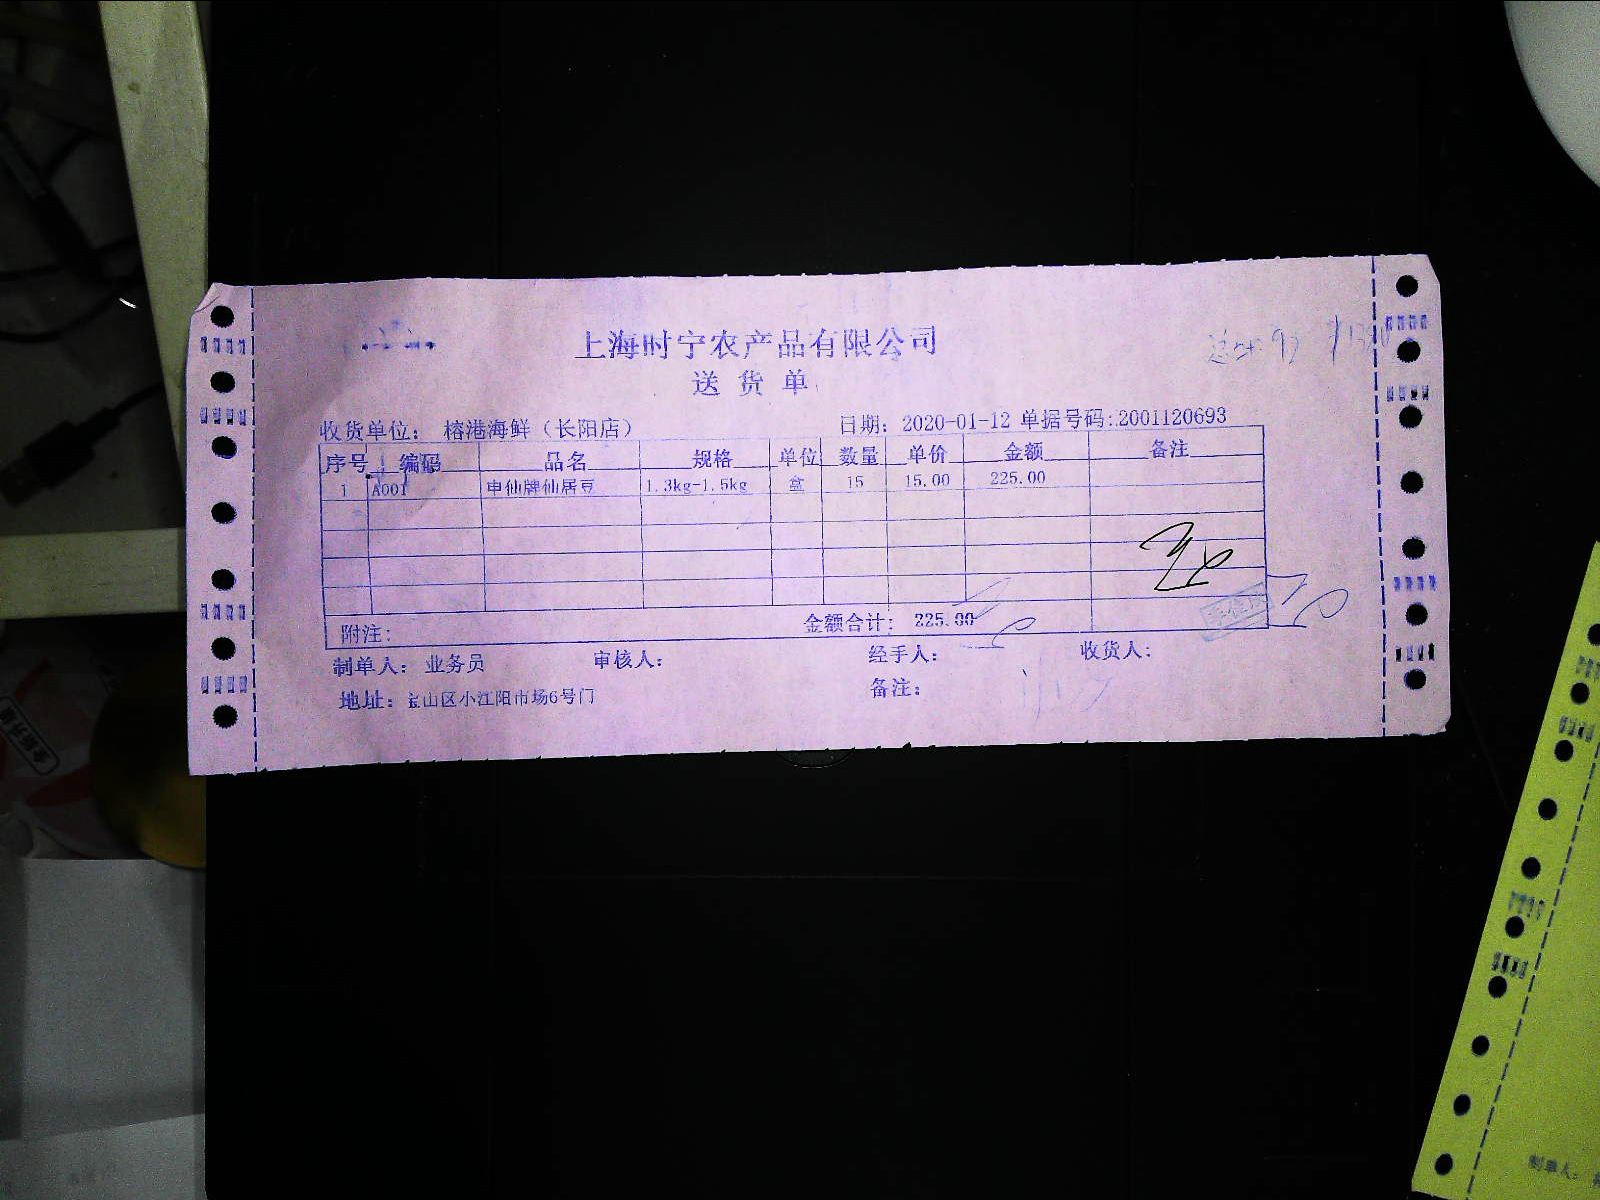 上海时宁农产品有限公司
送货单
收货单位： 榕港海鲜（长阳店） 日期：2020-01-12 单据号码:2001120693
序号 编码 品名 规格 单位 数量 单价 金额 备注
1 A001 申仙牌仙居豆 1.3kg-1.5kg 盒 15 15.00 225.00
附注： 金额合计： 225.00
制单人： 业务员 审核人： 经手人： 收货人：
地址：宝山区小江阳市场6号门 备注：
制单人：